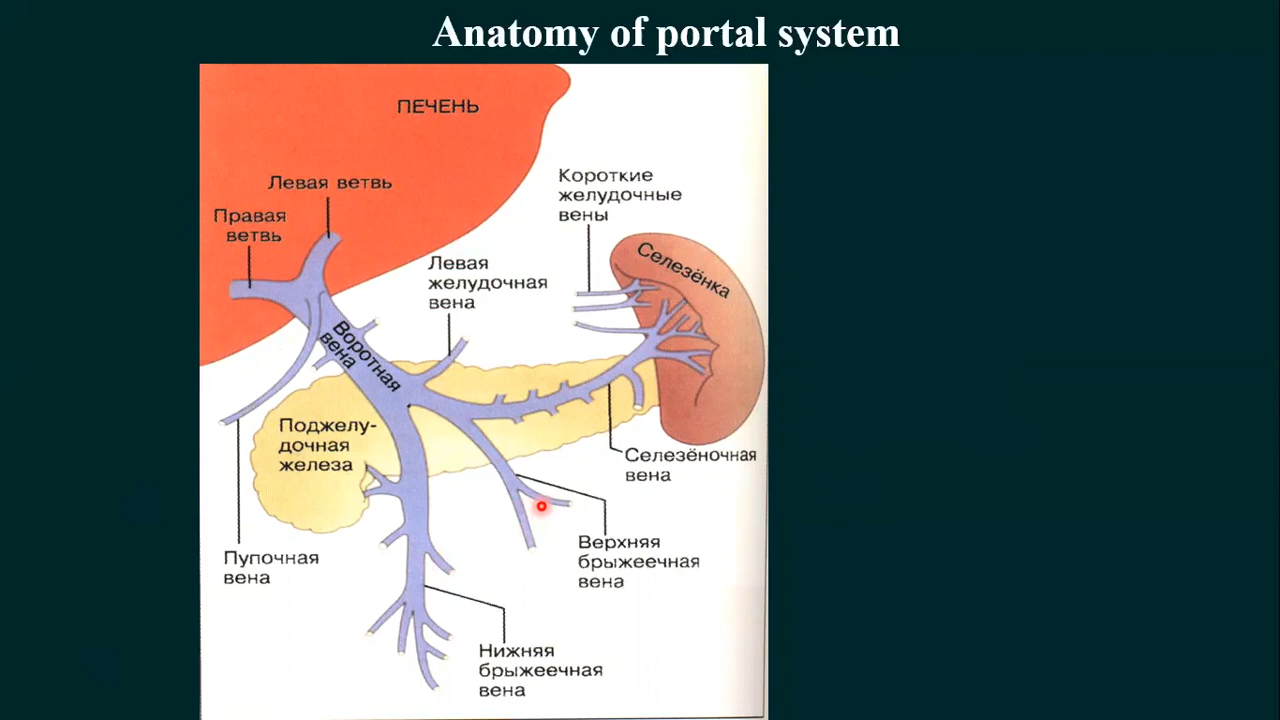 Anatomy of portal system
ПЕЧЕНЬ
Левая ветвь
Правая
ветвь
Короткие
желудочные
вены
Селезёнка
Левая
желудочная
вена
Воротная
вена
Поджелу-
дочная
железа
Селезёночная
вена
Пупочная
вена
Верхняя
брыжеечная
вена
Нижняя
брыжеечная
вена